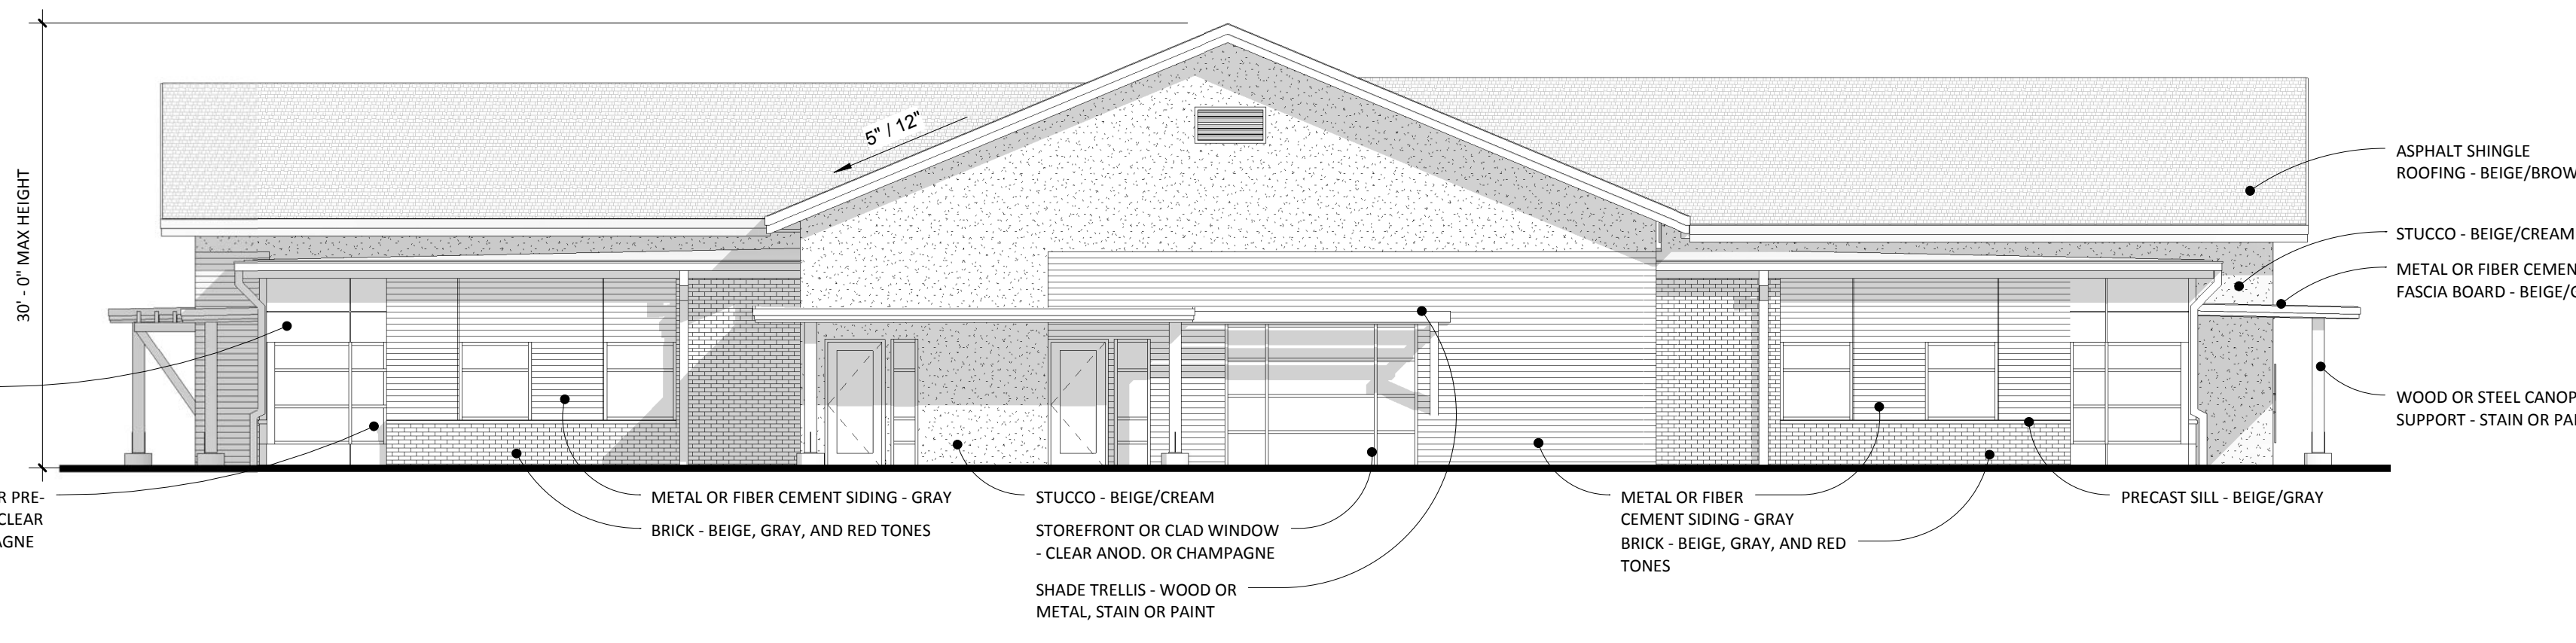 30' - 0" MAX HEIGHT
5" / 12"
ASPHALT SHINGLE
ROOFING - BEIGE/BROW
STUCCO - BEIGE/CREAM
METAL OR FIBER CEMEN
FASCIA BOARD - BEIGE/
WOOD OR STEEL CANOP
SUPPORT - STAIN OR PA
R PRE-
CLEAR
AGNE
METAL OR FIBER CEMENT SIDING - GRAY
BRICK - BEIGE, GRAY, AND RED TONES
STUCCO - BEIGE/CREAM
STOREFRONT OR CLAD WINDOW
- CLEAR ANOD. OR CHAMPAGNE
SHADE TRELLIS - WOOD OR
METAL, STAIN OR PAINT
METAL OR FIBER
CEMENT SIDING - GRAY
BRICK - BEIGE, GRAY, AND RED
TONES
PRECAST SILL - BEIGE/GRAY